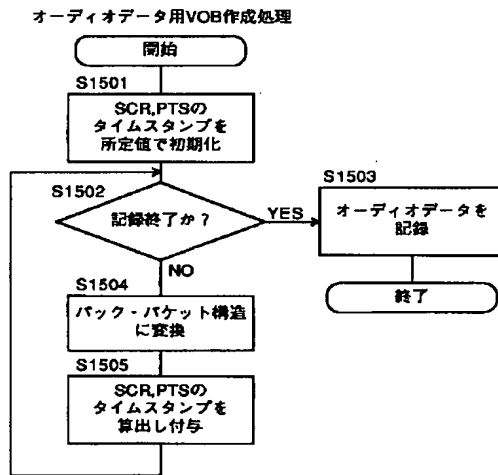 オーディオデータ用VOB作成処理
開始
S1501
SCR,PTSの
タイムスタンプを
所定値で初期化
S1502
記録終了か?
YES
S1503
オーディオデータを
記録
終了
NO
S1504
パック・パケット構造
に変換
S1505
SCR,PTSの
タイムスタンプを
算出し付与